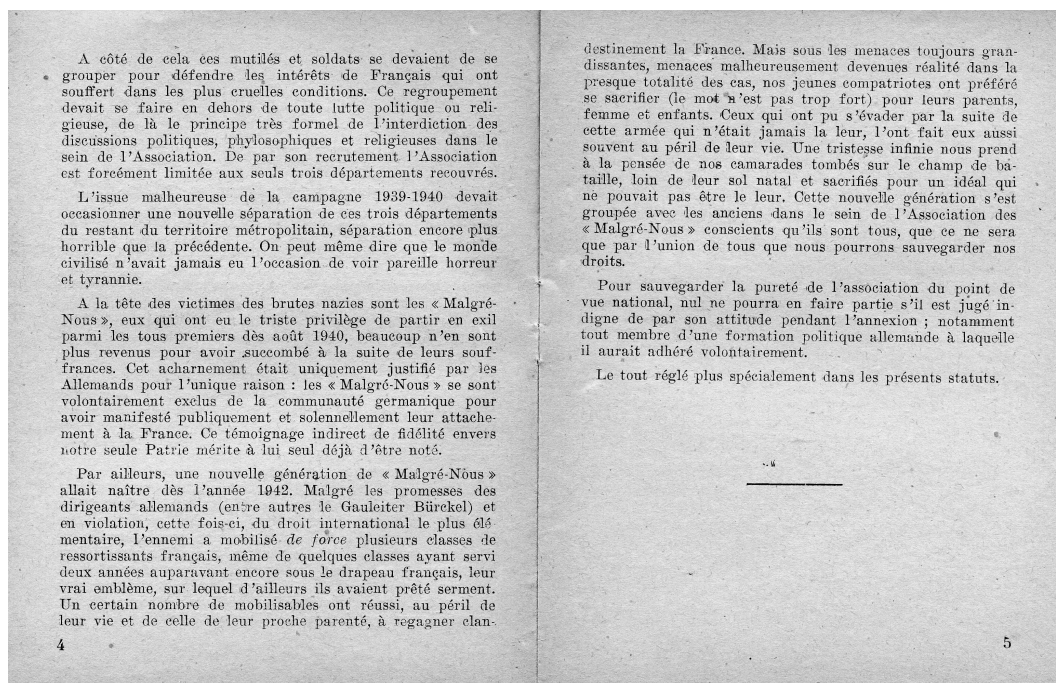 A côté de cela ces mutilés et soldats se devaient de se
grouper pour défendre les intérêts de Français qui ont
souffert dans les plus cruelles conditions. Ce regroupement
devait se faire en dehors de toute lutte politique ou reli-
gieuse, de là le principe très formel de l'interdiction des
discussions politiques, phylosophiques et religieuses dans le
sein de l'Association. De par son recrutement l'Association
est forcément limitée aux seuls trois départements recouvrés.
L'issue malheureuse de la campagne 1939-1940 devait
occasionner une nouvelle séparation de ces trois départements
du restant du territoire métropolitain, séparation encore plus
horrible que la précédente. On peut même dire que le monde
civilisé n'avait jamais eu l'occasion de voir pareille horreur
et tyrannie.
A la tête des victimes des brutes nazies sont les « Malgré-
Nous », eux qui ont eu le triste privilège de partir en exil
parmi les tous premiers dès août 1940, beaucoup n'en sont
plus revenus pour avoir succombé à la suite de leurs souf-
frances. Cet acharnement était uniquement justifié par les
Allemands pour l'unique raison : les « Malgré-Nous » se sont
volontairement exclus de la communauté germanique pour
avoir manifesté publiquement et solennellement leur attache-
ment à la France. Ce témoignage indirect de fidélité envers
notre seule Patrie mérite à lui seul déjà d'être noté.
Par ailleurs, une nouvelle génération de « Malgré-Nous »
allait naître dès l'année 1942. Malgré les promesses des
dirigeants allemands (entre autres le Gauleiter Bürckel) et
en violation, cette fois-ci, du droit international le plus élé-
mentaire, l'ennemi a mobilisé de force plusieurs classes de
ressortissants français, même de quelques classes ayant servi
deux années auparavant encore sous le drapeau français, leur
vrai emblème, sur lequel d'ailleurs ils avaient prêté serment.
Un certain nombre de mobilisables ont réussi, au péril de
leur vie et de celle de leur proche parenté, à regagner clan-
4
destinement la France. Mais sous les menaces toujours gran-
dissantes, menaces malheureusement devenues réalité dans la
presque totalité des cas, nos jeunes compatriotes ont préféré
se sacrifier (le mot n'est pas trop fort) pour leurs parents,
femme et enfants. Ceux qui ont pu s'évader par la suite de
cette armée qui n'était jamais la leur, l'ont fait eux aussi
souvent au péril de leur vie. Une tristesse infinie nous prend
à la pensée de nos camarades tombés sur le champ de ba-
taille, loin de leur sol natal et sacrifiés pour un idéal qui
ne pouvait pas être le leur. Cette nouvelle génération s'est
groupée avec les anciens dans le sein de l'Association des
« Malgré-Nous » conscients qu'ils sont tous, que ce ne sera
que par l'union de tous que nous pourrons sauvegarder nos
droits.
Pour sauvegarder la pureté de l'association du point de
vue national, nul ne pourra en faire partie s'il est jugé in-
digne de par son attitude pendant l'annexion ; notamment
tout membre d'une formation politique allemande à laquelle
il aurait adhéré volontairement.
Le tout réglé plus spécialement dans les présents statuts.
5